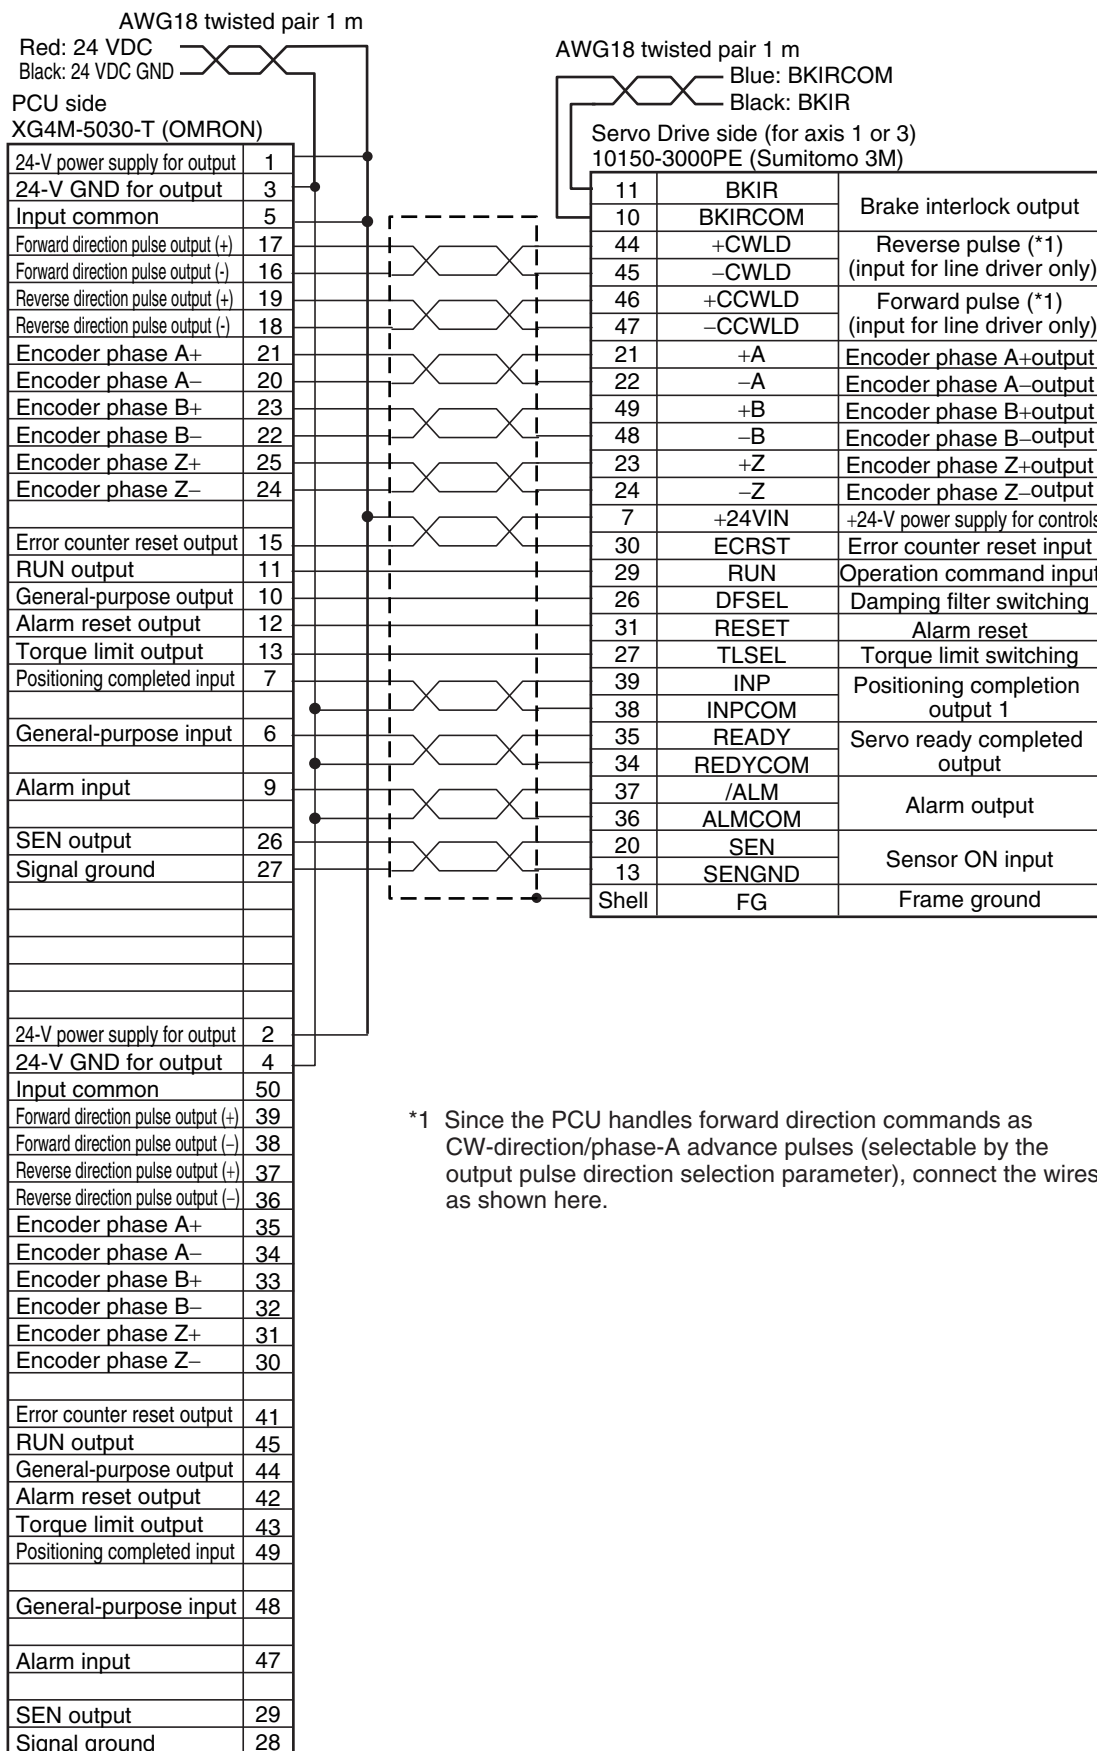 AWG18 twisted pair 1 m
Red: 24 VDC
Black: 24 VDC GND
PCU side
XG4M-5030-T (OMRON)
24-V power supply for output 1
24-V GND for output 3
Input common 5
Forward direction pulse output (+) 17
Forward direction pulse output (-) 16
Reverse direction pulse output (+) 19
Reverse direction pulse output (-) 18
Encoder phase A+ 21
Encoder phase A− 20
Encoder phase B+ 23
Encoder phase B− 22
Encoder phase Z+ 25
Encoder phase Z− 24
Error counter reset output 15
RUN output 11
General-purpose output 10
Alarm reset output 12
Torque limit output 13
Positioning completed input 7
General-purpose input 6
Alarm input 9
SEN output 26
Signal ground 27
24-V power supply for output 2
24-V GND for output 4
Input common 50
Forward direction pulse output (+) 39
Forward direction pulse output (−) 38
Reverse direction pulse output (+) 37
Reverse direction pulse output (−) 36
Encoder phase A+ 35
Encoder phase A− 34
Encoder phase B+ 33
Encoder phase B− 32
Encoder phase Z+ 31
Encoder phase Z− 30
Error counter reset output 41
RUN output 45
General-purpose output 44
Alarm reset output 42
Torque limit output 43
Positioning completed input 49
General-purpose input 48
Alarm input 47
SEN output 29
Signal ground 28
AWG18 twisted pair 1 m
Blue: BKIRCOM
Black: BKIR
Servo Drive side (for axis 1 or 3)
10150-3000PE (Sumitomo 3M)
11 BKIR
10 BKIRCOM
Brake interlock output
44 +CWLD
45 −CWLD
Reverse pulse (*1)
(input for line driver only)
46 +CCWLD
47 −CCWLD
Forward pulse (*1)
(input for line driver only)
21 +A Encoder phase A+output
22 −A Encoder phase A−output
49 +B Encoder phase B+output
48 −B Encoder phase B−output
23 +Z Encoder phase Z+output
24 −Z Encoder phase Z−output
7 +24VIN +24-V power supply for controls
30 ECRST Error counter reset input
29 RUN Operation command input
26 DFSEL Damping filter switching
31 RESET Alarm reset
27 TLSEL Torque limit switching
39 INP
38 INPCOM
Positioning completion
output 1
35 READY
34 REDYCOM
Servo ready completed
output
37 /ALM
36 ALMCOM
Alarm output
20 SEN
13 SENGND
Sensor ON input
Shell FG Frame ground
*1 Since the PCU handles forward direction commands as
CW-direction/phase-A advance pulses (selectable by the
output pulse direction selection parameter), connect the wires
as shown here.